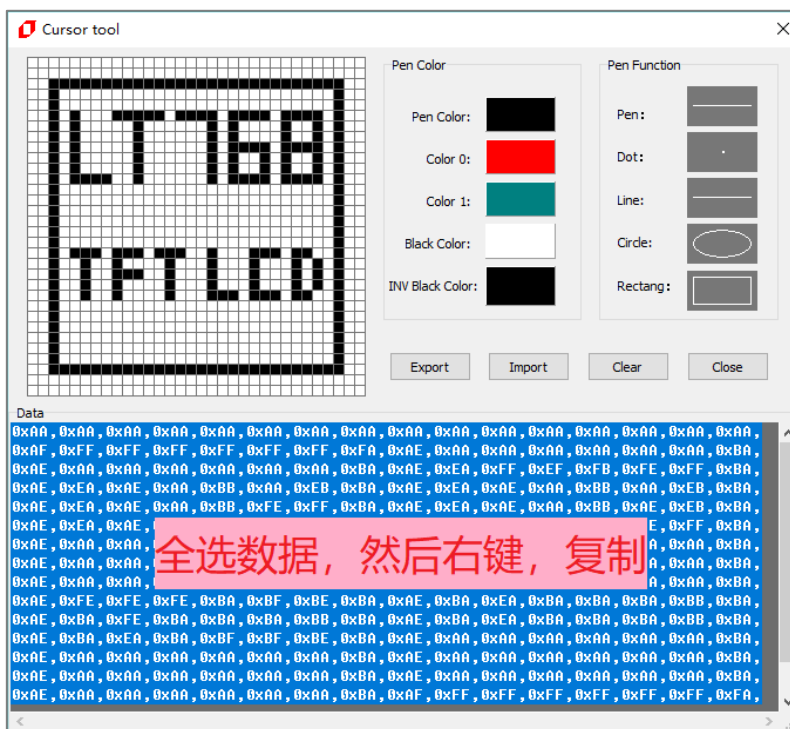 Cursor tool
LT768
TFT LCD
Pen Color
Pen Color:
Color 0:
Color 1:
Black Color:
INV Black Color:
Pen Function
Pen:
Dot:
Line:
Circle:
Rectang:
Export
Import
Clear
Close
Data
0xAA,0xAA,0xAA,0xAA,0xAA,0xAA,0xAA,0xAA,0xAA,0xAA,0xAA,0xAA,0xAA,0xAA,0xAA,0xAA,
0xAF,0xFF,0xFF,0xFF,0xFF,0xFF,0xFF,0xFA,0xAE,0xAA,0xAA,0xAA,0xAA,0xAA,0xAA,0xBA,
0xAE,0xAA,0xAA,0xAA,0xAA,0xAA,0xAA,0xBA,0xAE,0xEA,0xFF,0xEF,0xFB,0xFE,0xFF,0xBA,
0xAE,0xEA,0xAE,0xAA,0xBB,0xAA,0xEB,0xBA,0xAE,0xEA,0xAE,0xAA,0xBB,0xAA,0xEB,0xBA,
0xAE,0xEA,0xAE,0xAA,0xBB,0xFE,0xFF,0xBA,0xAE,0xEA,0xAE,0xAA,0xBB,0xAE,0xEB,0xBA,
0xAE,0xEA,0xAE, E,0xFF,0xBA,
0xAE,0xAA,0xAA, A,0xAA,0xBA,
0xAE,0xAA,0xAA, A,0xAA,0xBA,
0xAE,0xAA,0xAA, A,0xAA,0xBA,
全选数据，然后右键，复制
0xAE,0xFE,0xFE,0xFE,0xBA,0xBF,0xBE,0xBA,0xAE,0xBA,0xEA,0xBA,0xBA,0xBA,0xBB,0xBA,
0xAE,0xBA,0xFE,0xBA,0xBA,0xBA,0xBB,0xBA,0xAE,0xBA,0xEA,0xBA,0xBA,0xBA,0xBB,0xBA,
0xAE,0xBA,0xEA,0xBA,0xBF,0xBF,0xBE,0xBA,0xAE,0xAA,0xAA,0xAA,0xAA,0xAA,0xAA,0xBA,
0xAE,0xAA,0xAA,0xAA,0xAA,0xAA,0xAA,0xBA,0xAE,0xAA,0xAA,0xAA,0xAA,0xAA,0xAA,0xBA,
0xAE,0xAA,0xAA,0xAA,0xAA,0xAA,0xAA,0xBA,0xAE,0xAA,0xAA,0xAA,0xAA,0xAA,0xAA,0xBA,
0xAE,0xAA,0xAA,0xAA,0xAA,0xAA,0xAA,0xBA,0xAF,0xFF,0xFF,0xFF,0xFF,0xFF,0xFF,0xFA,